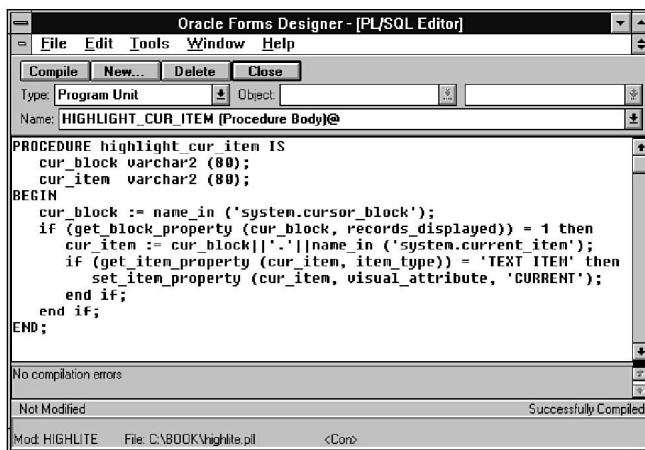 Oracle Forms Designer - [PL/SQL Editor]
File Edit Tools Window Help
Compile New... Delete Close
Type: Program Unit Object:
Name: HIGHLIGHT_CUR_ITEM (Procedure Body)@
PROCEDURE highlight_cur_item IS
   cur_block varchar2 (80);
   cur_item  varchar2 (80);
BEGIN
   cur_block := name_in ('system.cursor_block');
   if (get_block_property (cur_block, records_displayed)) = 1 then
      cur_item := cur_block||'.'||name_in ('system.current_item');
      if (get_item_property (cur_item, item_type)) = 'TEXT ITEM' then
         set_item_property (cur_item, visual_attribute, 'CURRENT');
      end if;
   end if;
END;
No compilation errors
Not Modified Successfully Compiled
Mod: HIGHLITE File: C:\BOOK\highlite.pll <Con>